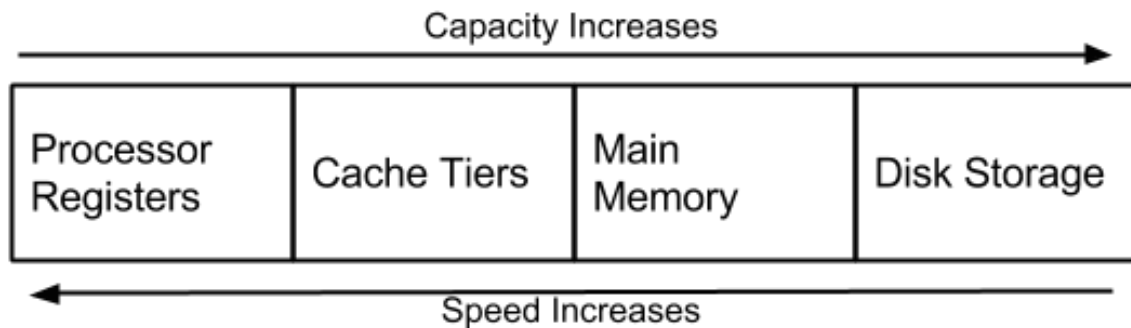 Capacity Increases
Processor
Registers
Cache Tiers
Main
Memory
Disk Storage
Speed Increases